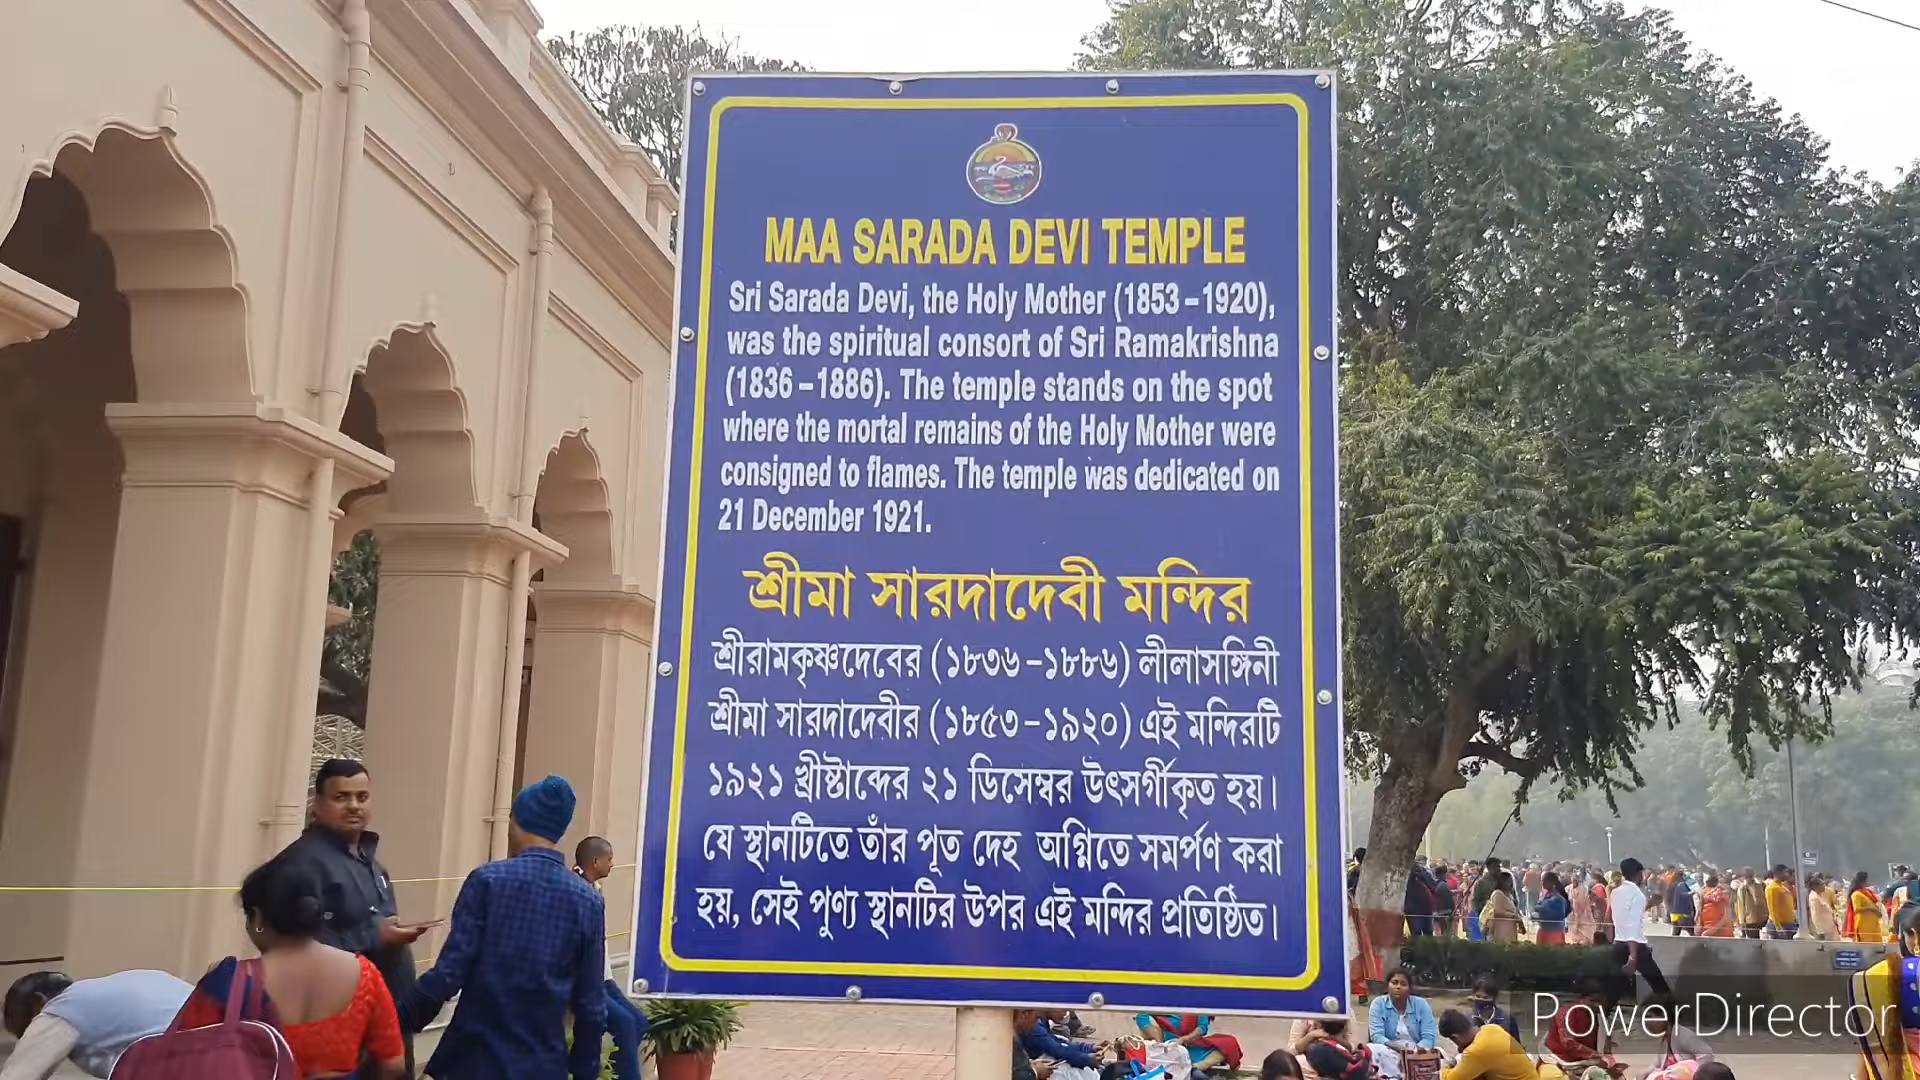 MAA SARADA DEVI TEMPLE
Sri Sarada Devi, the Holy Mother (1853–1920),
was the spiritual consort of Sri Ramakrishna
(1836–1886). The temple stands on the spot
where the mortal remains of the Holy Mother were
consigned to flames. The temple was dedicated on
21 December 1921.
শ্রীমা সারদাদেবী মন্দির
শ্রীরামকৃষ্ণদেবের (১৮৩৬–১৮৮৬) লীলাসঙ্গিনী
শ্রীমা সারদাদেবীর (১৮৫৩–১৯২০) এই মন্দিরটি
১৯২১ খ্রীষ্টাব্দের ২১ ডিসেম্বর উৎসর্গীকৃত হয়।
যে স্থানটিতে তাঁর পূত দেহ অগ্নিতে সমর্পণ করা
হয়, সেই পুণ্য স্থানটির উপর এই মন্দির প্রতিষ্ঠিত।
PowerDirector